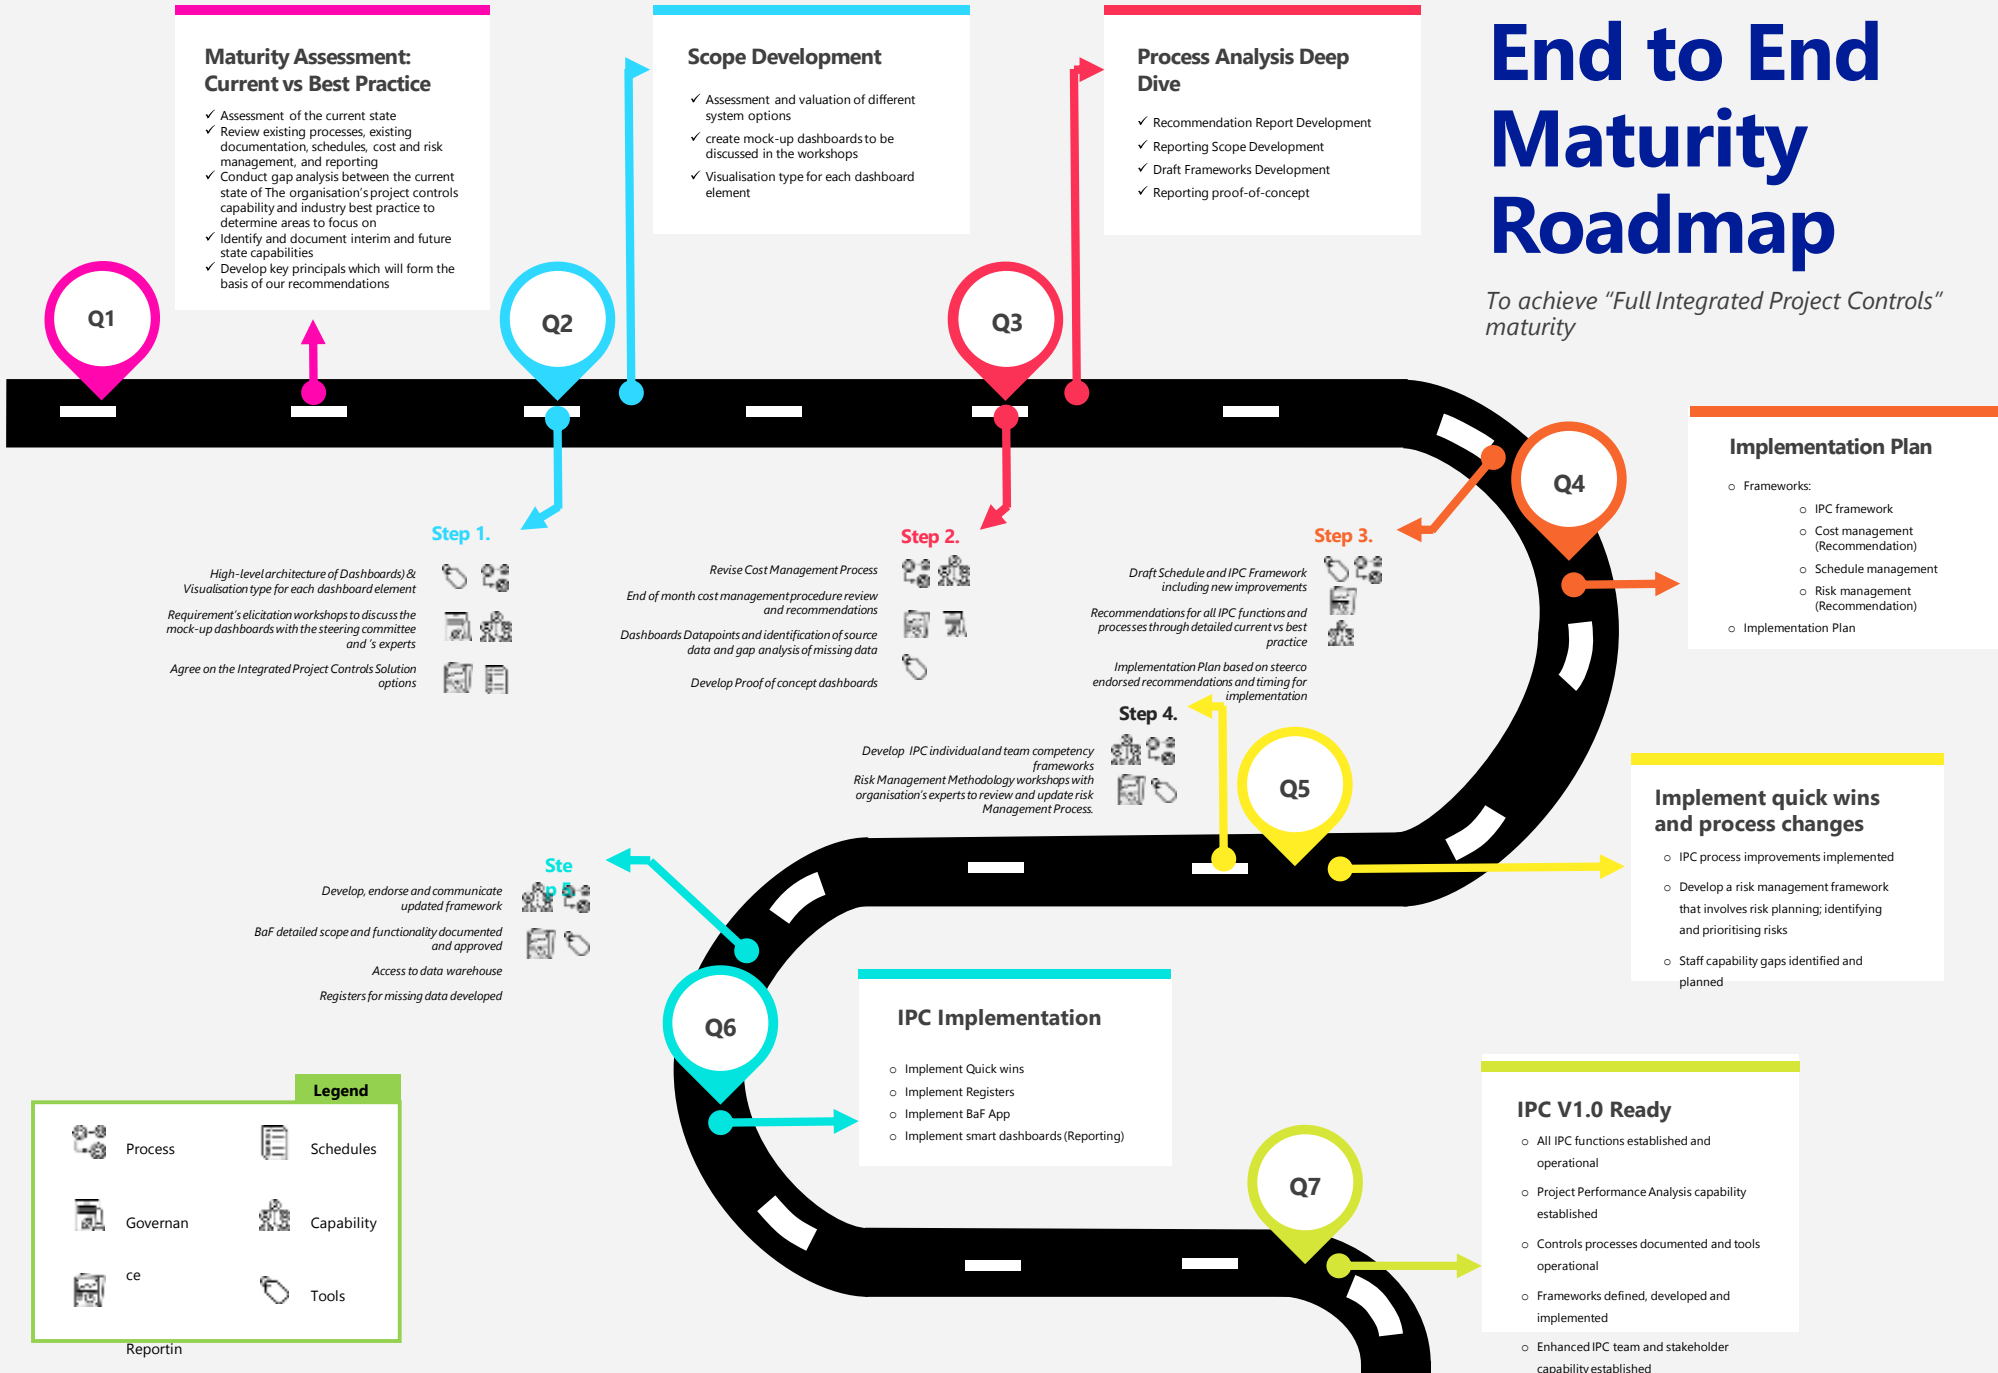 End to End
Maturity
Roadmap
To achieve “Full Integrated Project Controls”
maturity
Maturity Assessment:
Current vs Best Practice
✓ Assessment of the current state
✓ Review existing processes, existing
documentation, schedules, cost and risk
management, and reporting
✓ Conduct gap analysis between the current
state of The organisation’s project controls
capability and industry best practice to
determine areas to focus on
✓ Identify and document interim and future
state capabilities
✓ Develop key principals which will form the
basis of our recommendations
Scope Development
✓ Assessment and valuation of different
system options
✓ create mock-up dashboards to be
discussed in the workshops
✓ Visualisation type for each dashboard
element
Process Analysis Deep
Dive
✓ Recommendation Report Development
✓ Reporting Scope Development
✓ Draft Frameworks Development
✓ Reporting proof-of-concept
Q1
Q2
Q3
Q4
Implementation Plan
o Frameworks:
o IPC framework
o Cost management
(Recommendation)
o Schedule management
o Risk management
(Recommendation)
o Implementation Plan
Step 1.
High-level architecture of Dashboards) &
Visualisation type for each dashboard element
Requirement’s elicitation workshops to discuss the
mock-up dashboards with the steering committee
and ‘s experts
Agree on the Integrated Project Controls Solution
options
Step 2.
Revise Cost Management Process
End of month cost management procedure review
and recommendations
Dashboards Datapoints and identification of source
data and gap analysis of missing data
Develop Proof of concept dashboards
Step 3.
Draft Schedule and IPC Framework
including new improvements
Recommendations for all IPC functions and
processes through detailed current vs best
practice
Implementation Plan based on steerco
endorsed recommendations and timing for
implementation
Step 4.
Develop IPC individual and team competency
frameworks
Risk Management Methodology workshops with
organisation’s experts to review and update risk
Management Process.
Q5
Implement quick wins
and process changes
o IPC process improvements implemented
o Develop a risk management framework
that involves risk planning; identifying
and prioritising risks
o Staff capability gaps identified and
planned
Ste
p 5.
Develop, endorse and communicate
updated framework
BaF detailed scope and functionality documented
and approved
Access to data warehouse
Registers for missing data developed
Q6
IPC Implementation
o Implement Quick wins
o Implement Registers
o Implement BaF App
o Implement smart dashboards (Reporting)
Q7
IPC V1.0 Ready
o All IPC functions established and
operational
o Project Performance Analysis capability
established
o Controls processes documented and tools
operational
o Frameworks defined, developed and
implemented
o Enhanced IPC team and stakeholder
capability established
Legend
Process
Schedules
Governan
ce
Capability
Tools
Reportin